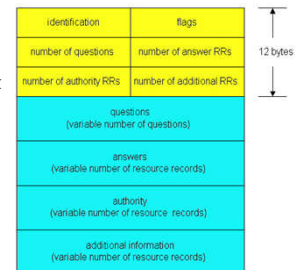 identification flags
number of questions number of answer RRs 12 bytes
number of authority RRs number of additional RRs
questions
(variable number of questions)
answers
(variable number of resource records)
authority
(variable number of resource records)
additional information
(variable number of resource records)